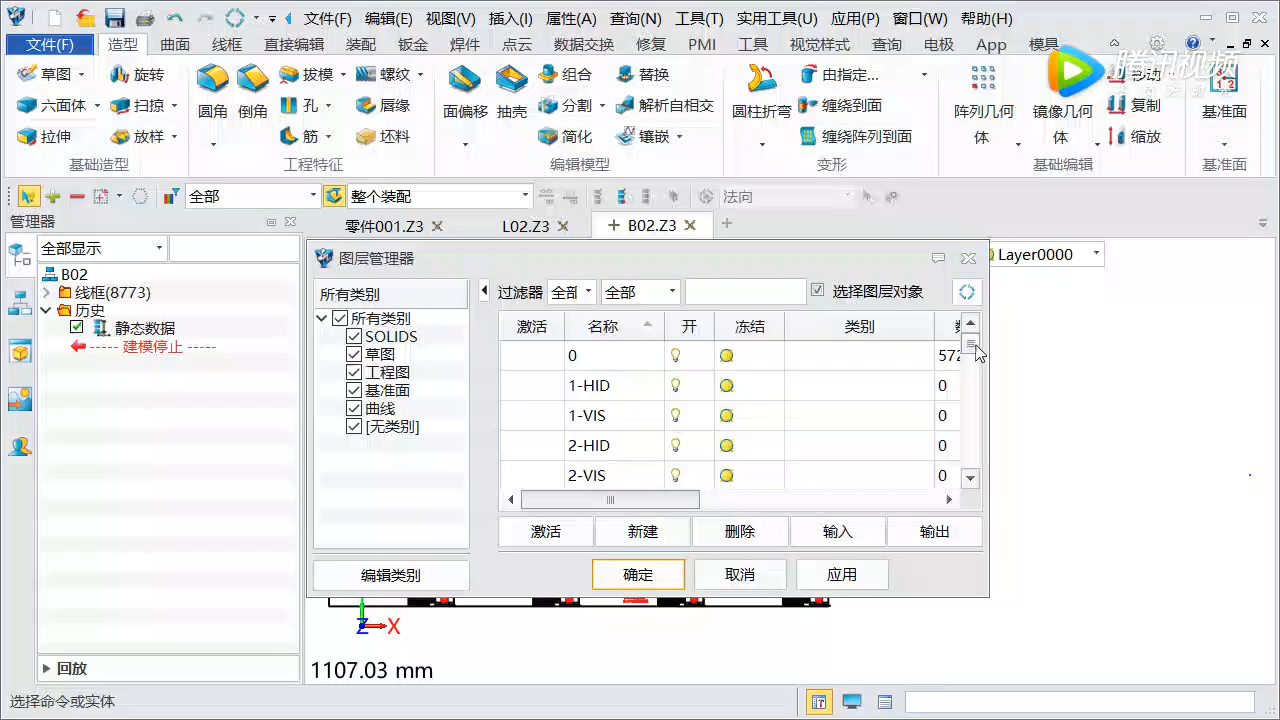 文件(F) 编辑(E) 视图(V) 插入(I) 属性(A) 查询(N) 工具(T) 实用工具(U) 应用(P) 窗口(W) 帮助(H)
文件(F) 造型 曲面 线框 直接编辑 装配 钣金 焊件 点云 数据交换 修复 PMI 工具 视觉样式 查询 电极 App 模具
腾讯视频
草图 旋转 圆角 倒角 拔模 螺纹 面偏移 抽壳 组合 替换 圆柱折弯 由指定... 阵列几何体 镜像几何体 移动 基准面
六面体 扫掠 孔 唇缘 分割 解析自相交 缠绕到面 复制
拉伸 放样 筋 坯料 简化 镶嵌 缠绕阵列到面 缩放
基础造型 工程特征 编辑模型 变形 基础编辑 基准面
全部 整个装配 法向
管理器
零件001.Z3 L02.Z3 B02.Z3
全部显示
Layer0000
B02
线框(8773)
历史
静态数据
----- 建模停止 -----
图层管理器
所有类别
所有类别
SOLIDS
草图
工程图
基准面
曲线
[无类别]
编辑类别
过滤器 全部 全部 选择图层对象
激活 名称 开 冻结 类别
0 572
1-HID 0
1-VIS 0
2-HID 0
2-VIS 0
激活 新建 删除 输入 输出
确定 取消 应用
Z X
1107.03 mm
回放
选择命令或实体